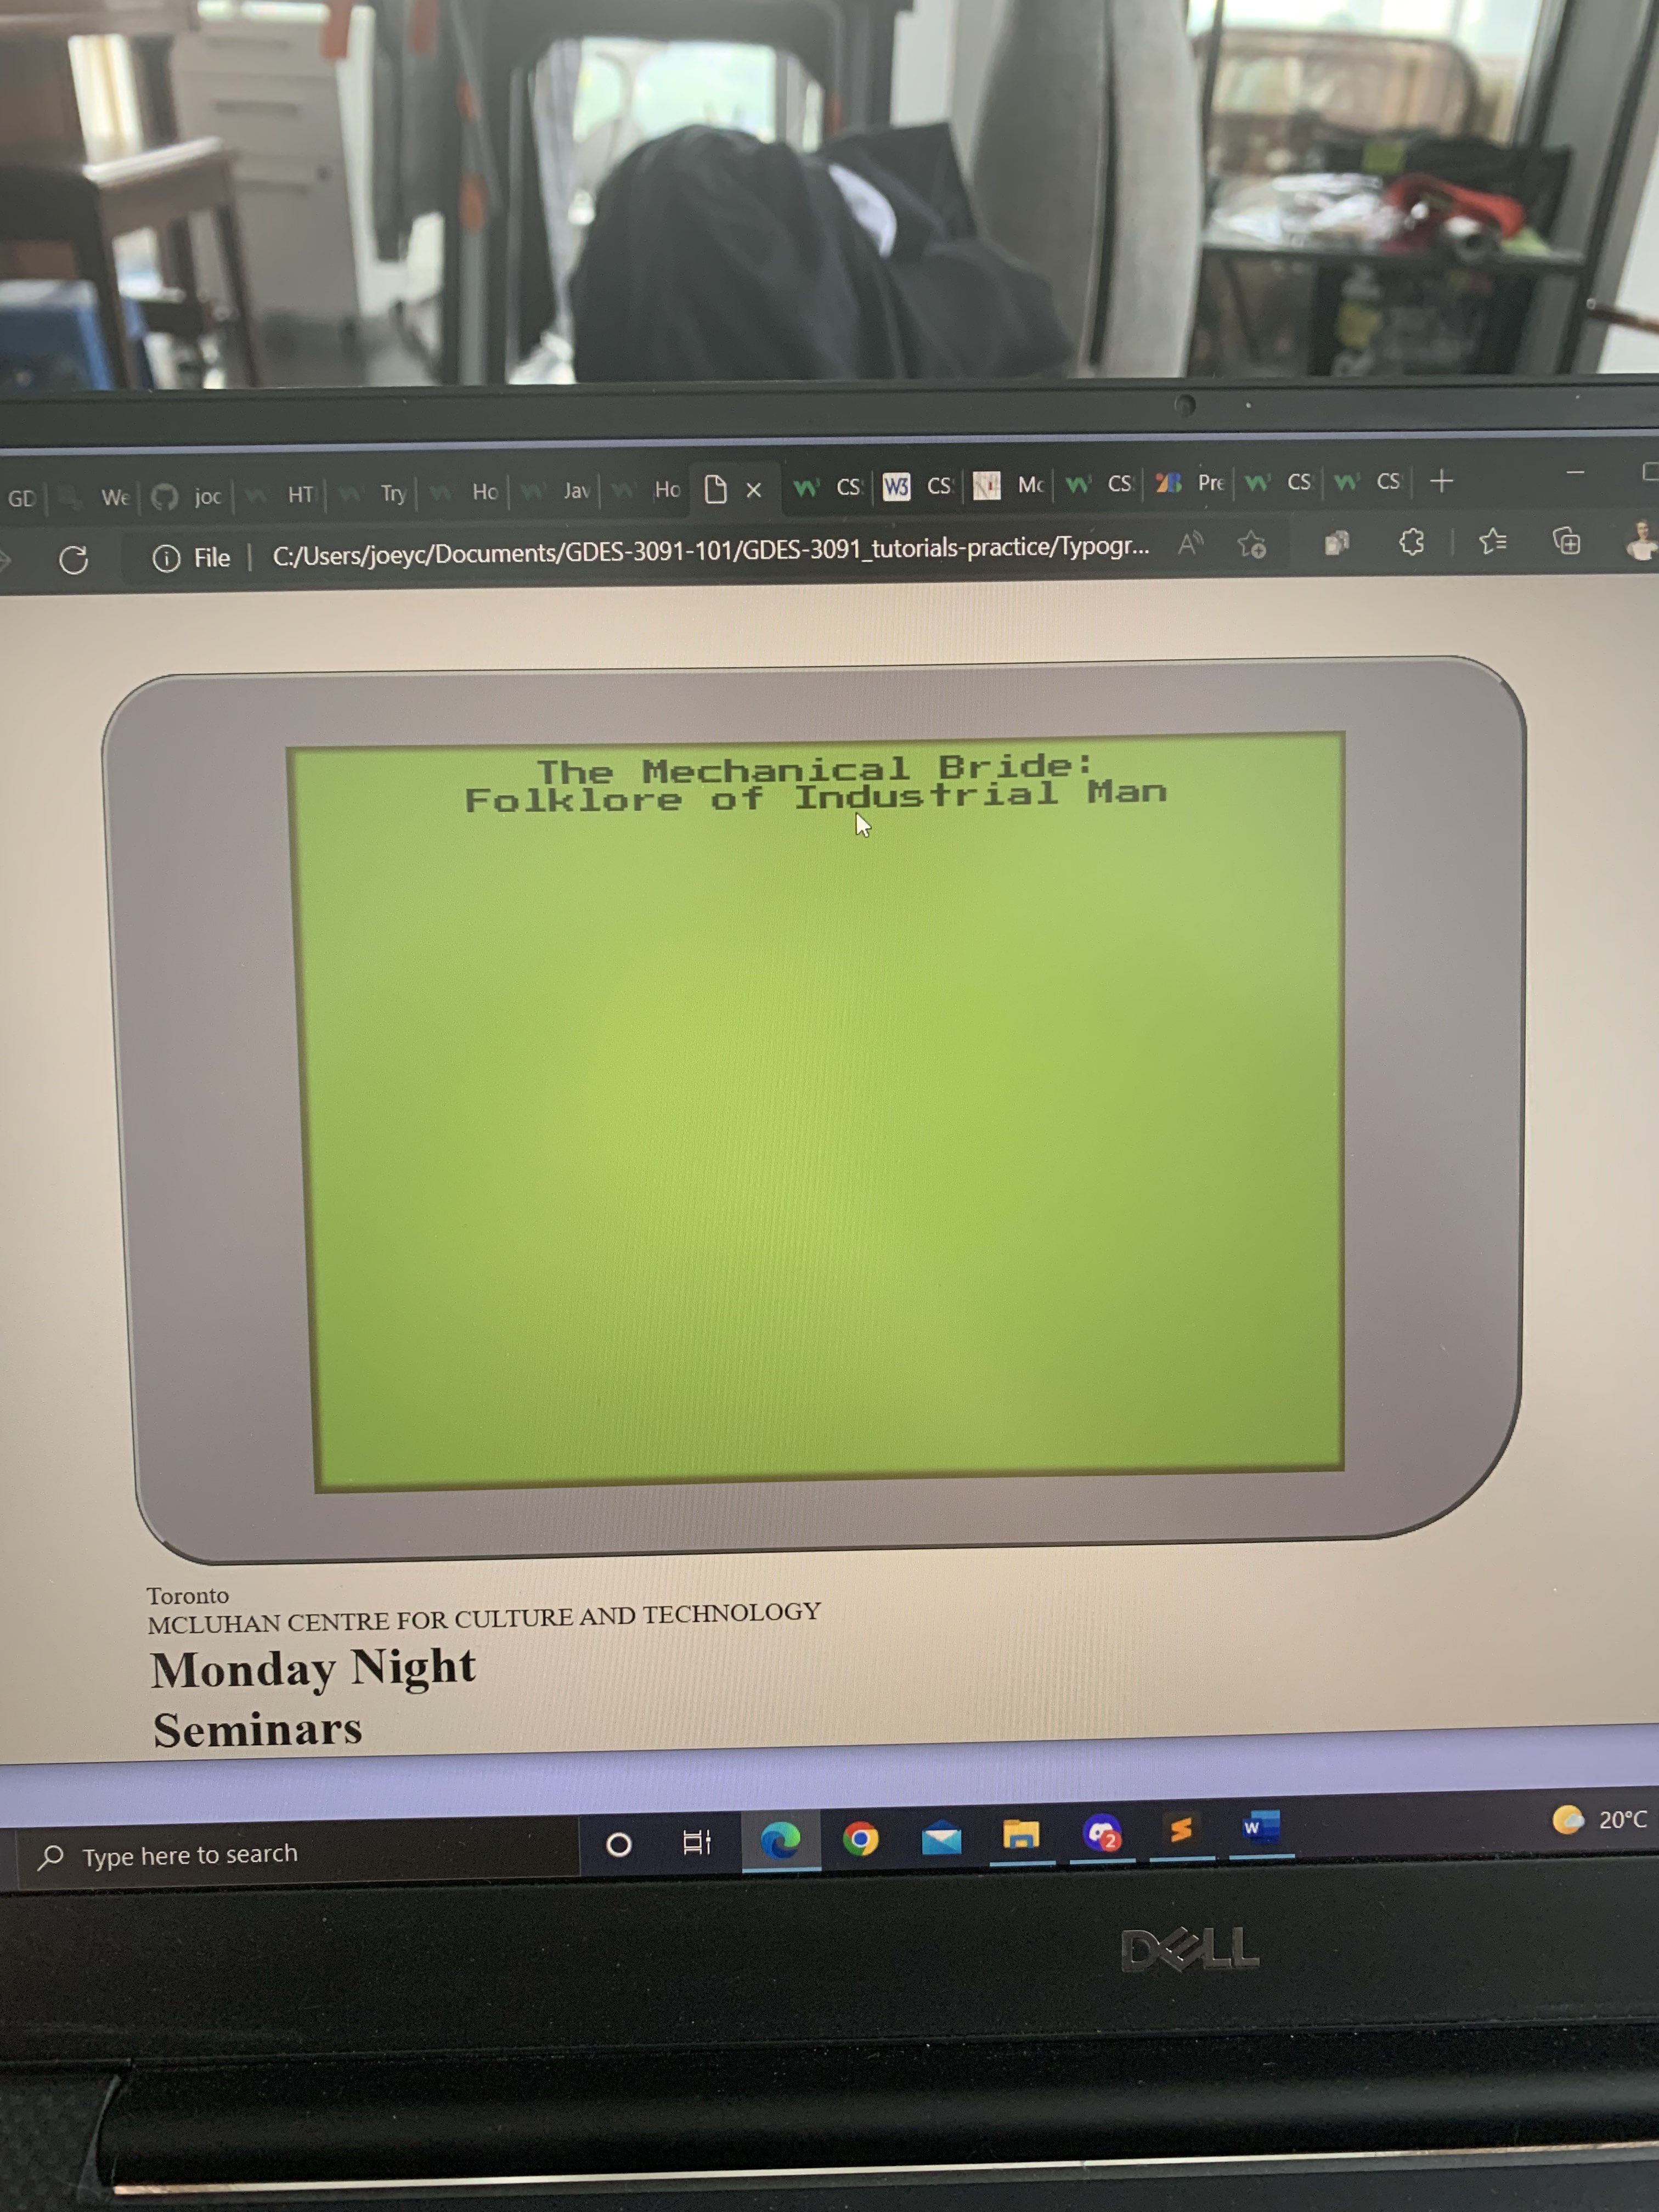 GD
We
joc
HT
Try
Ho
Jav
Ho
CS
W3
CS
Mc
CS
Pre
CS
CS
File
C:/Users/joeyc/Documents/GDES-3091-101/GDES-3091_tutorials-practice/Typogr...
The Mechanical Bride:
Folklore of Industrial Man
Toronto
MCLUHAN CENTRE FOR CULTURE AND TECHNOLOGY
Monday Night
Seminars
Type here to search
2
W
20°C
DELL